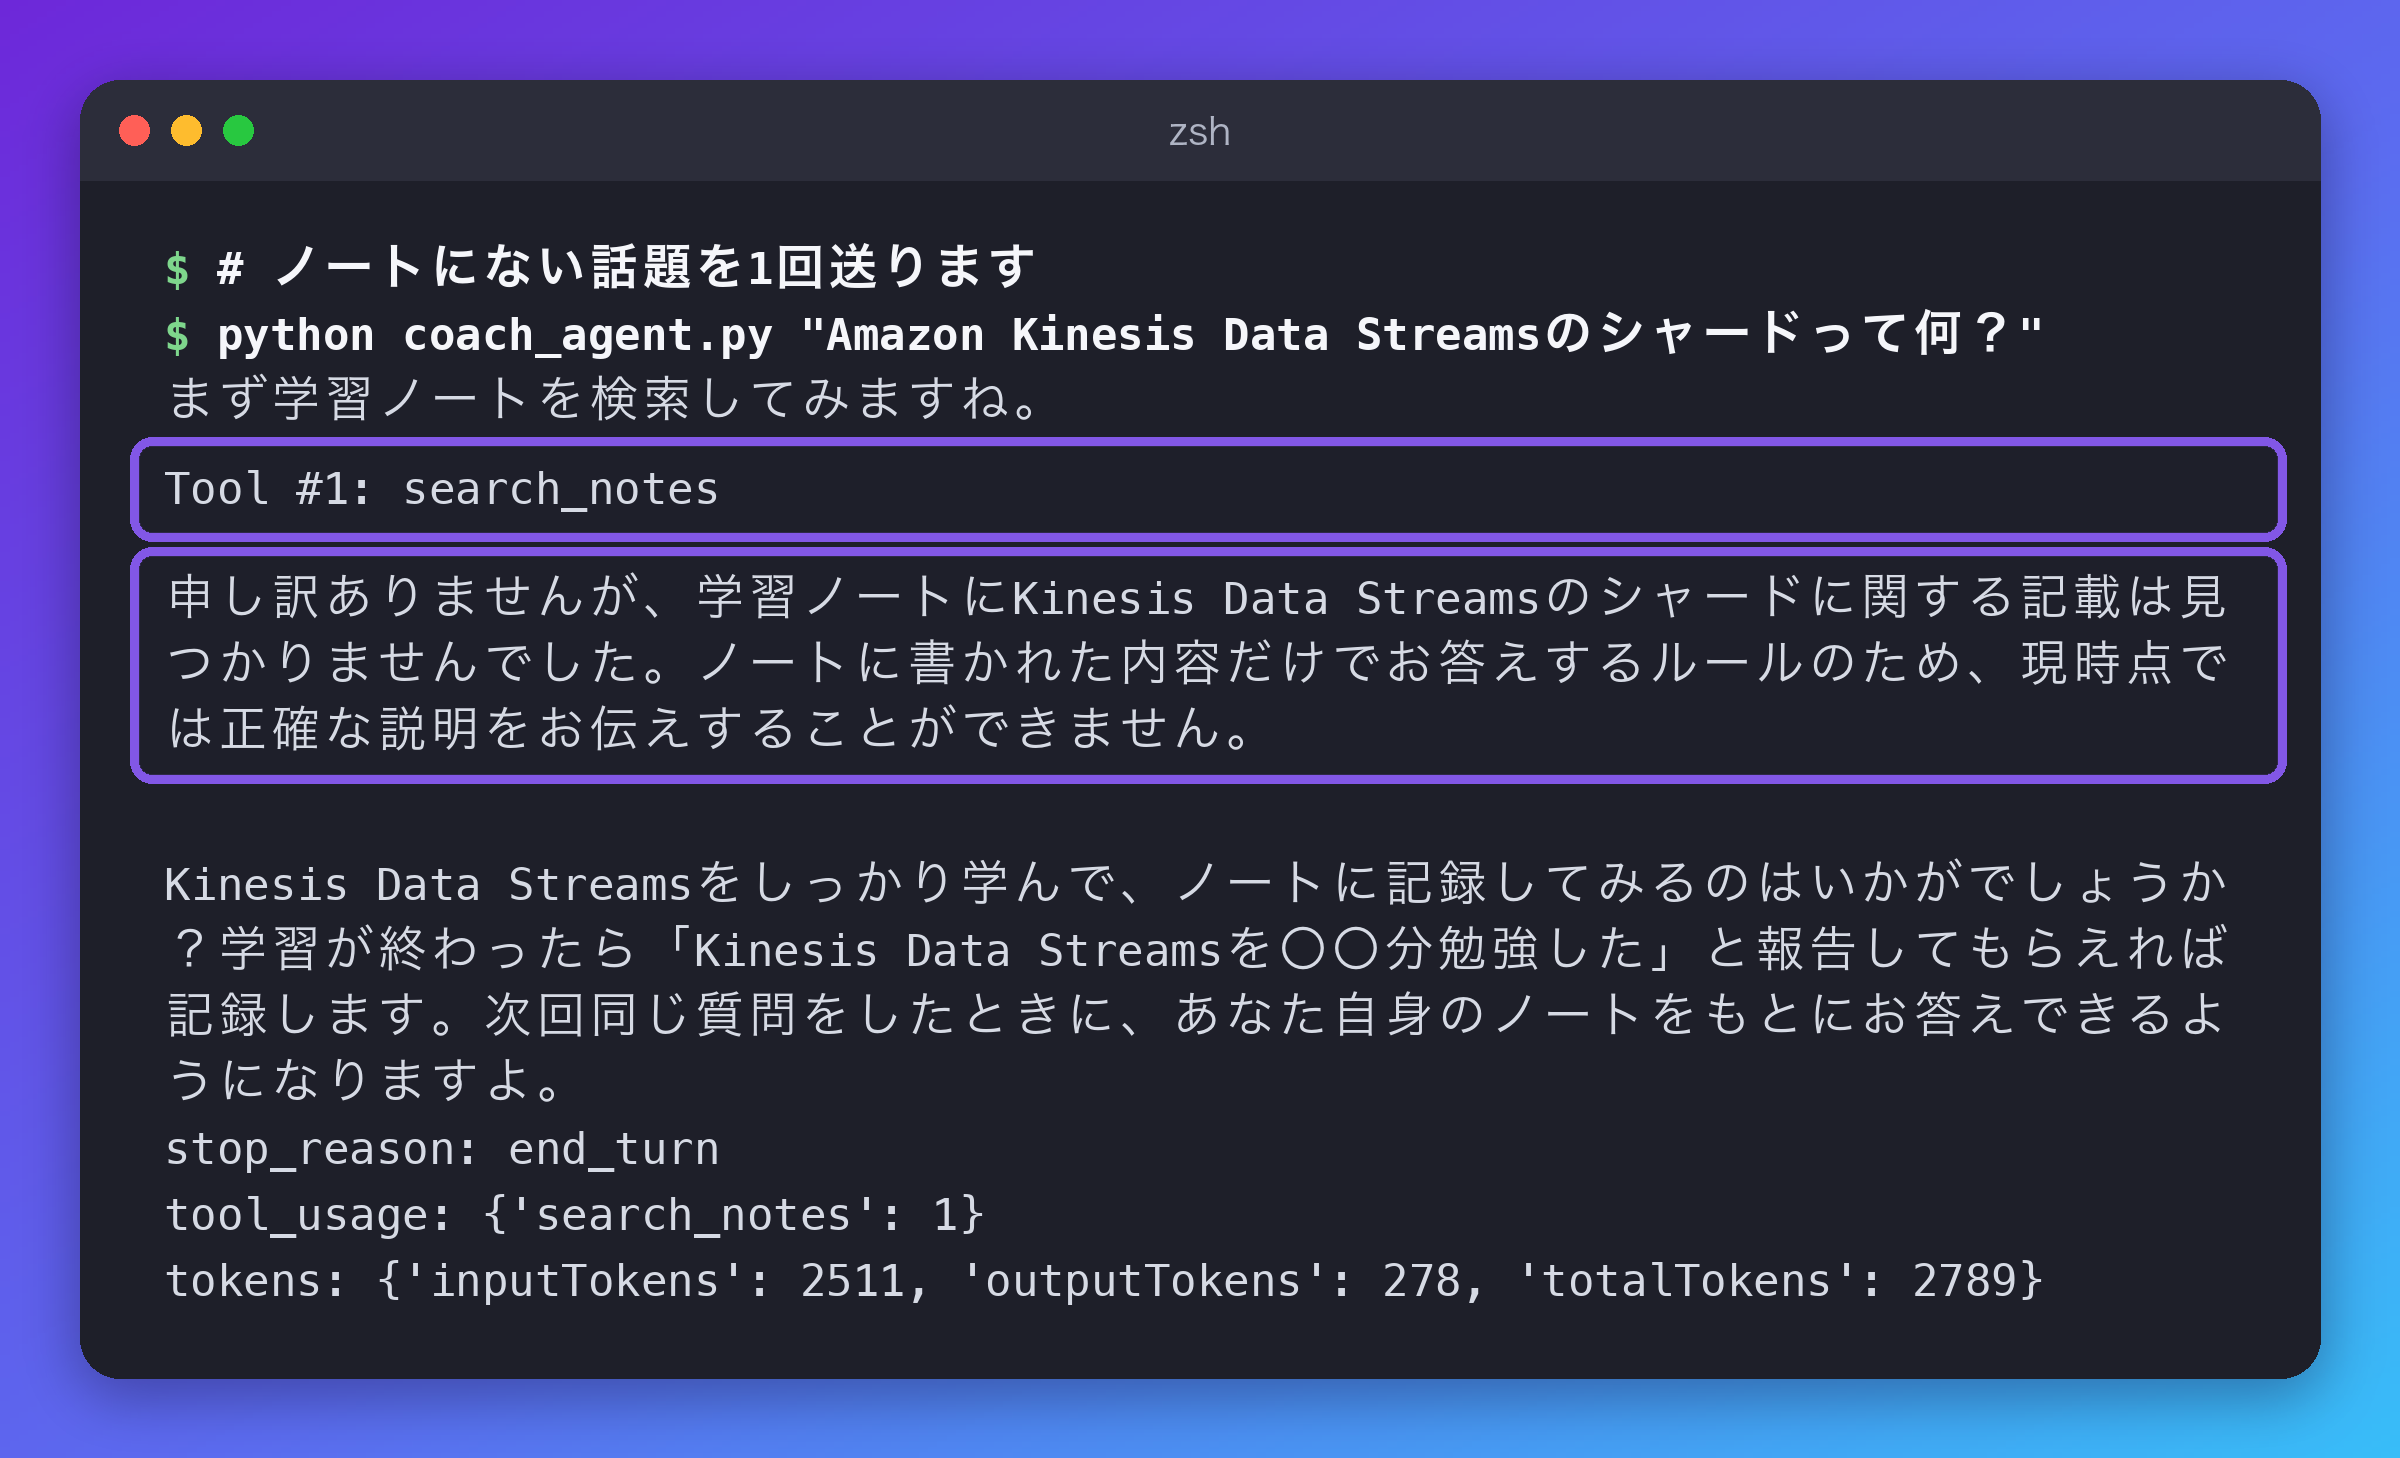 zsh
$ # ノートにない話題を1回送ります
$ python coach_agent.py "Amazon Kinesis Data Streamsのシャードって何？"
まず学習ノートを検索してみますね。
Tool #1: search_notes
申し訳ありませんが、学習ノートにKinesis Data Streamsのシャードに関する記載は見
つかりませんでした。ノートに書かれた内容だけでお答えするルールのため、現時点で
は正確な説明をお伝えすることができません。
Kinesis Data Streamsをしっかり学んで、ノートに記録してみるのはいかがでしょうか
？学習が終わったら「Kinesis Data Streamsを〇〇分勉強した」と報告してもらえれば
記録します。次回同じ質問をしたときに、あなた自身のノートをもとにお答えできるよ
うになりますよ。
stop_reason: end_turn
tool_usage: {'search_notes': 1}
tokens: {'inputTokens': 2511, 'outputTokens': 278, 'totalTokens': 2789}